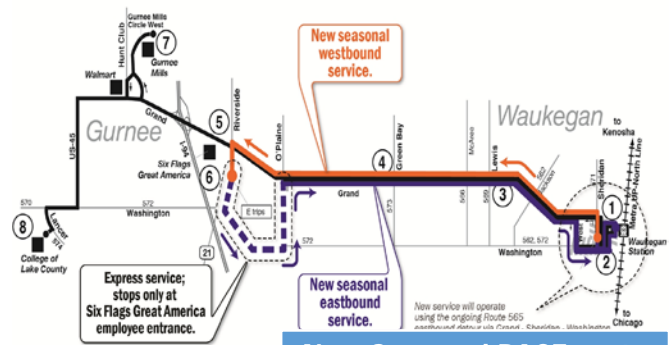 Gurnee Mills
Circle West
7
Hunt Club
Gurnee
Mills
Walmart
New seasonal
westbound
service.
Grand
Gurnee
US-45
I-94
5
Riverside
O'Plaine
Six Flags
Great America
6
4
Green Bay
McAree
Waukegan
to
Kenosha
Lewis
Metra UP-North Line
Sheridan
571
562
Jackson
1
3
Grand
E trips
573
568
569
570
572
Washington
8
Lancer
574
College of
Lake County
21
572
562, 572
Washington
2
Waukegan
Station
Express service;
stops only at
Six Flags Great America
employee entrance.
New seasonal
eastbound
service.
New service will operate
using the ongoing Route 565
eastbound detour via Grand - Sheridan - Washington
to
Chicago